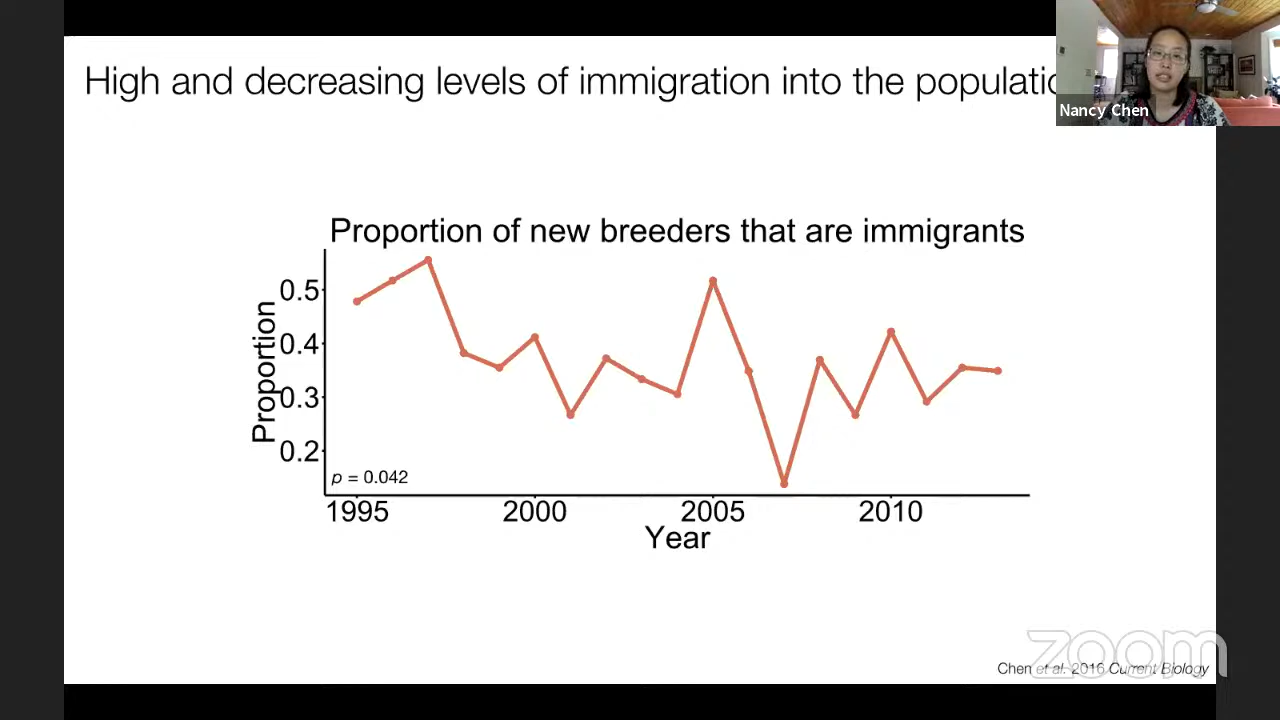 High and decreasing levels of immigration into the populatio
Nancy Chen
Proportion of new breeders that are immigrants
Proportion
0.5
0.4
0.3
0.2
p = 0.042
1995 2000 2005 2010
Year
zoom
Chen et al. 2016 Current Biology